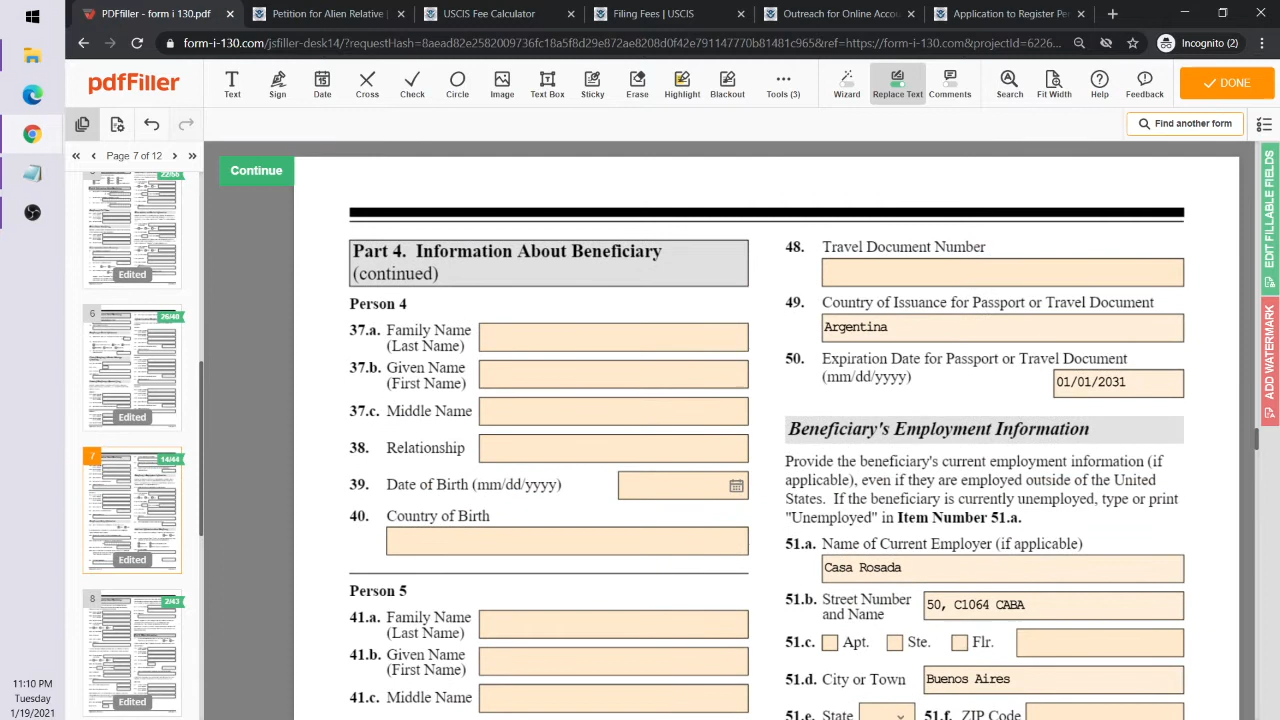 PDFFiller - form i 130.pdf
Petition for Alien Relative
USCIS Fee Calculator
Filing Fees | USCIS
Outreach for Online Acco
Application to Register Pe
form-i-130.com/jsfiller-desk14/?requestHash=8aead8232582009736fc18a5f8d29e872ae8208d0f42e791147f70b81481c965&ref=https://form-i-130.com&projectId=6226...
Incognito (2)
pdfFiller
Text
Sign
Date
Cross
Check
Circle
Image
Text Box
Sticky
Erase
Highlight
Blackout
Tools (3)
Wizard
Replace Text
Comments
Search
Fit Width
Help
Feedback
DONE
Find another form
Page 7 of 12
Continue
22/56
Edited
6
26/40
Edited
7
14/44
Edited
8
2/43
Edited
EDIT FILLABLE FIELDS
ADD WATERMARK
Part 4. Information About Beneficiary
(continued)
Person 4
37.a. Family Name
(Last Name)
37.b. Given Name
(First Name)
37.c. Middle Name
38. Relationship
39. Date of Birth (mm/dd/yyyy)
Country of Birth
Person 5
41.a. Family Name
(Last Name)
41.b. Given Name
(First Name)
41.c. Middle Name
48. Travel Document Number
49. Country of Issuance for Passport or Travel Document
Argentina
50. Expiration Date for Passport or Travel Document
(mm/dd/yyyy)
01/01/2031
Beneficiary's Employment Information
Provide the beneficiary's current employment information (if
applicable), even if they are employed outside of the United
States. If the beneficiary is currently unemployed, type or print
"Unemployed" in Item Number 51.a.
51.a. Name of Current Employer (if applicable)
Casa Rosada
51.b. Street Number
and Name
50, C1064 CABA
51.c. Apt. Ste. Flr.
51.d. City or Town
Buenos Aires
51.e. State 51.f. ZIP Code
11:10 PM
Tuesday
1/19/2021